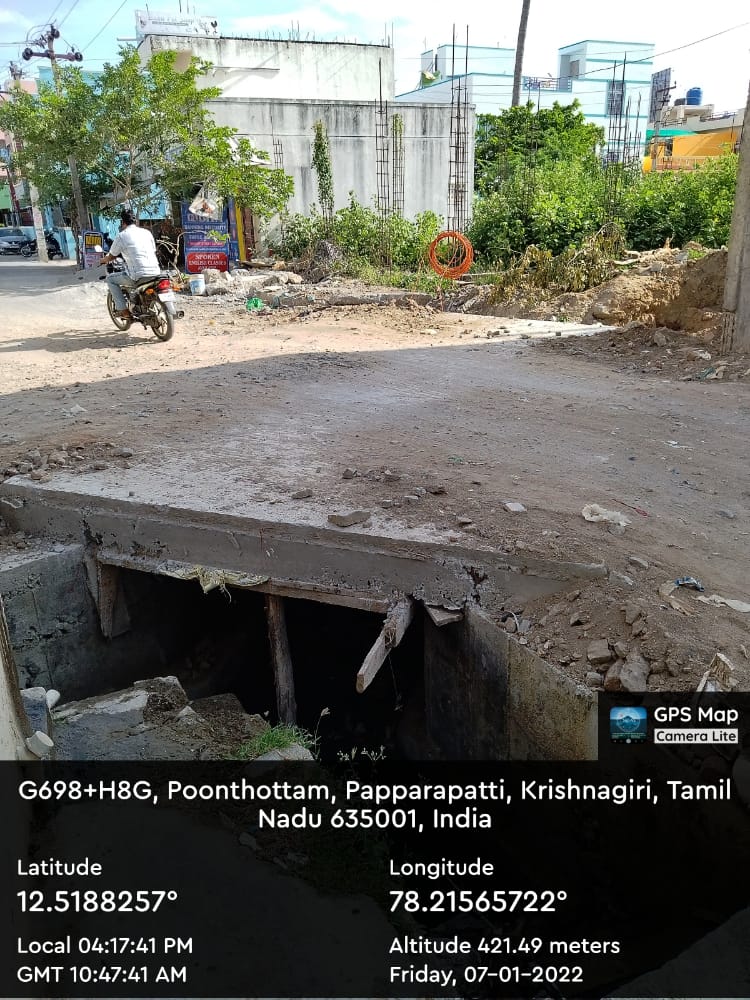 SPOKEN
ENGLISH CLASSES
GPS Map
Camera Lite
G698+H8G, Poonthottam, Papparapatti, Krishnagiri, Tamil
Nadu 635001, India
Latitude
12.5188257°
Longitude
78.21565722°
Local 04:17:41 PM
GMT 10:47:41 AM
Altitude 421.49 meters
Friday, 07-01-2022